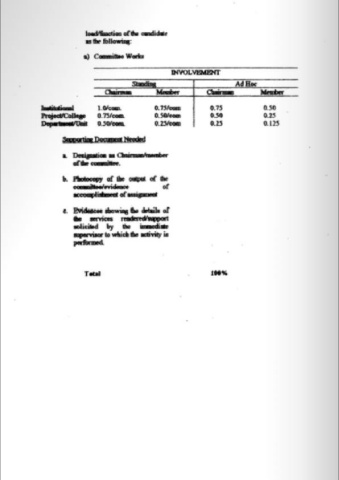 load/function of the candidate
as the following:
a) Committee Works
INVOLVEMENT
Standing Ad Hoc
Chairman Member Chairman Member
Institutional 1.0/com. 0.75/com 0.75 0.50
Project/College 0.75/com. 0.50/com 0.50 0.25
Department/Unit 0.50/com. 0.25/com 0.25 0.125
Supporting Document Needed
a. Designation as Chairman/member
of the committee.
b. Photocopy of the output of the
committee/evidence of
accomplishment of assignment
c. Evidences showing the details of
the services rendered/support
solicited by the immediate
supervisor to which the activity is
performed.
Total 100%